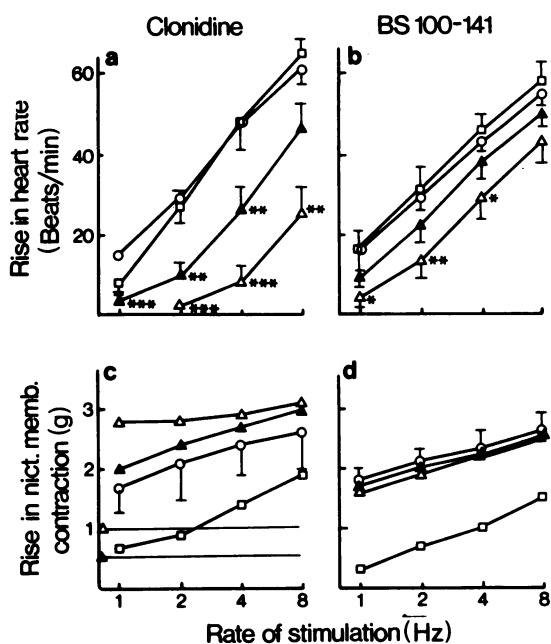 Clonidine
BS 100-141
a
b
Rise in heart rate
(Beats/min)
60
40
20
***
**
**
***
**
***
*
**
*
c
d
Rise in nict. memb.
contraction (g)
3
2
1
1
2
4
8
1
2
4
8
Rate of stimulation (Hz)